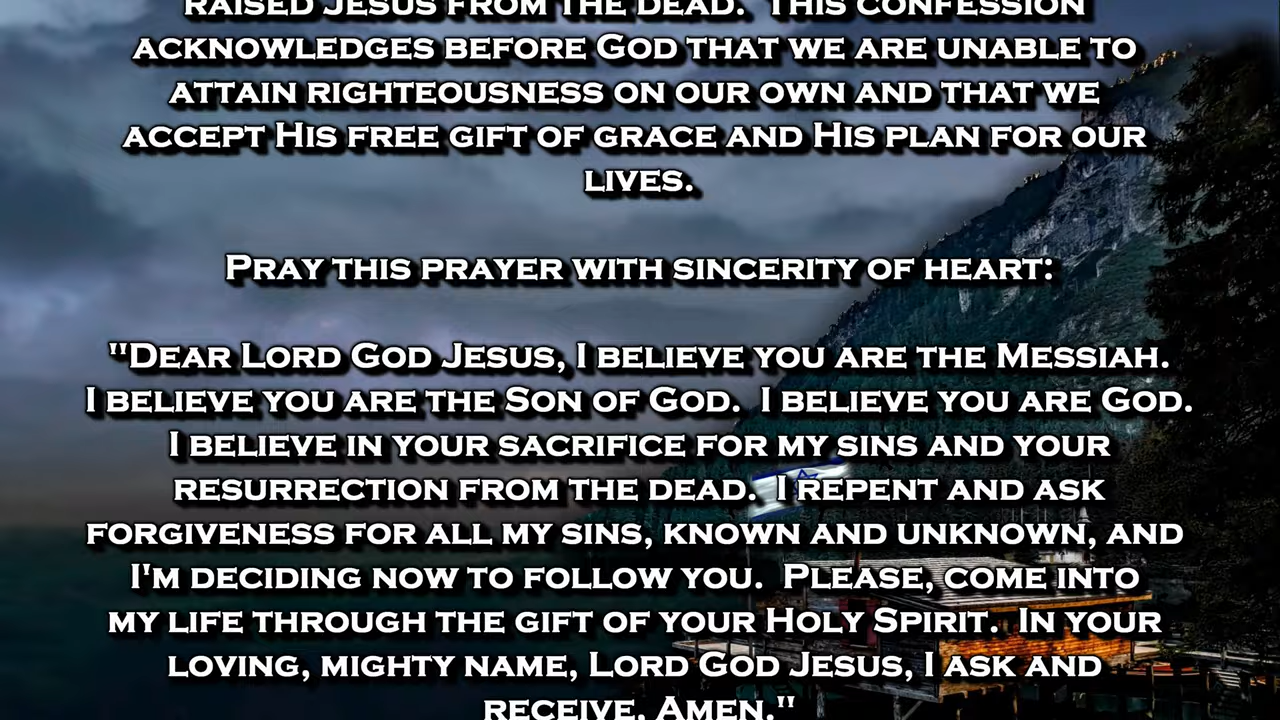 RAISED JESUS FROM THE DEAD. THIS CONFESSION
ACKNOWLEDGES BEFORE GOD THAT WE ARE UNABLE TO
ATTAIN RIGHTEOUSNESS ON OUR OWN AND THAT WE
ACCEPT HIS FREE GIFT OF GRACE AND HIS PLAN FOR OUR
LIVES.
PRAY THIS PRAYER WITH SINCERITY OF HEART:
"DEAR LORD GOD JESUS, I BELIEVE YOU ARE THE MESSIAH.
I BELIEVE YOU ARE THE SON OF GOD. I BELIEVE YOU ARE GOD.
I BELIEVE IN YOUR SACRIFICE FOR MY SINS AND YOUR
RESURRECTION FROM THE DEAD. I REPENT AND ASK
FORGIVENESS FOR ALL MY SINS, KNOWN AND UNKNOWN, AND
I'M DECIDING NOW TO FOLLOW YOU. PLEASE, COME INTO
MY LIFE THROUGH THE GIFT OF YOUR HOLY SPIRIT. IN YOUR
LOVING, MIGHTY NAME, LORD GOD JESUS, I ASK AND
RECEIVE. AMEN."